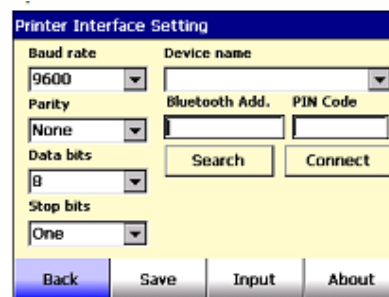 Printer Interface Setting
Baud rate
9600
Parity
None
Data bits
8
Stop bits
One
Device name
Bluetooth Add.
PIN Code
Search
Connect
Back
Save
Input
About